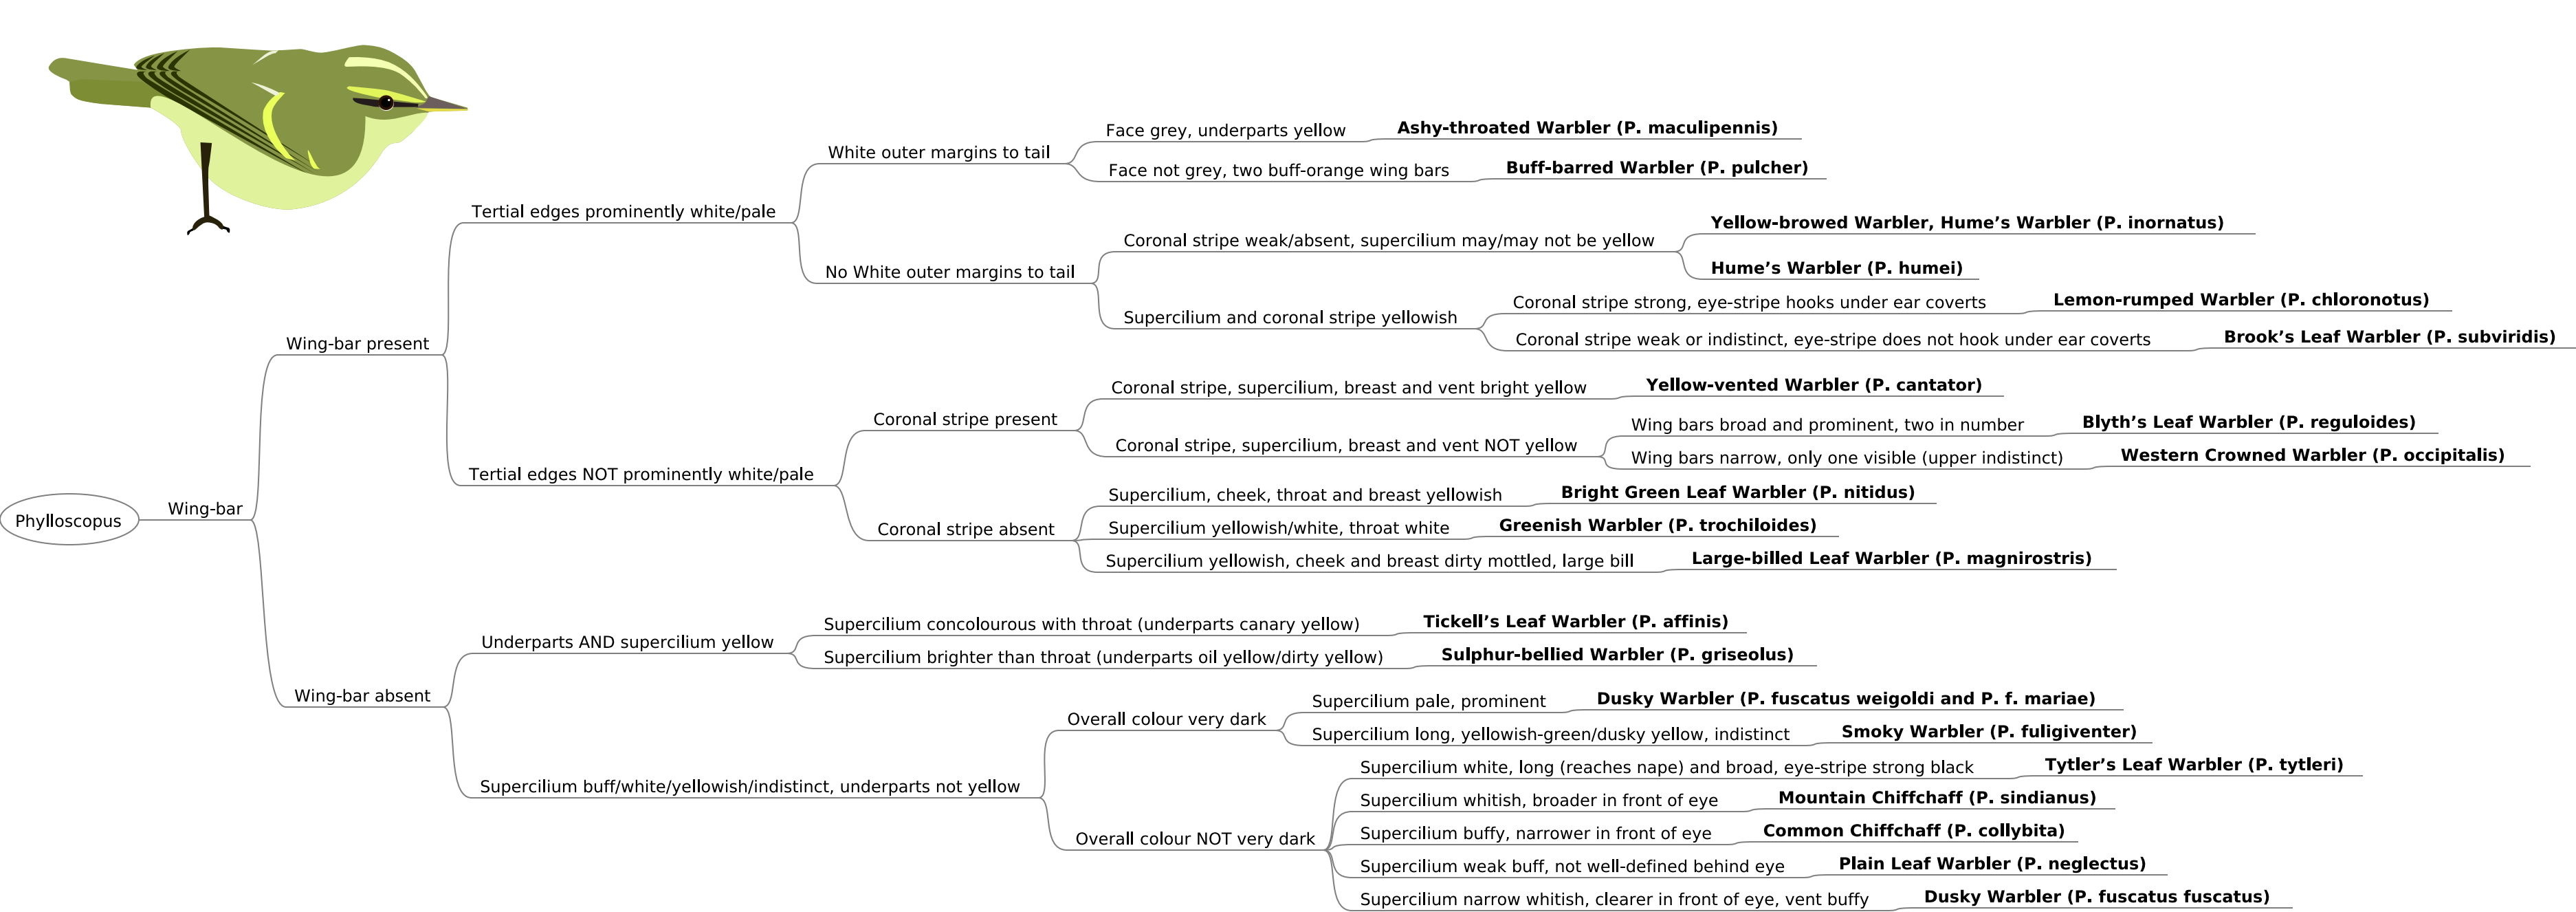 Face grey, underparts yellow
Ashy-throated Warbler (P. maculipennis)
White outer margins to tail
Face not grey, two buff-orange wing bars
Buff-barred Warbler (P. pulcher)
Tertial edges prominently white/pale
Yellow-browed Warbler, Hume’s Warbler (P. inornatus)
Coronal stripe weak/absent, supercilium may/may not be yellow
No White outer margins to tail
Hume’s Warbler (P. humei)
Coronal stripe strong, eye-stripe hooks under ear coverts
Lemon-rumped Warbler (P. chloronotus)
Supercilium and coronal stripe yellowish
Wing-bar present
Coronal stripe weak or indistinct, eye-stripe does not hook under ear coverts
Brook’s Leaf Warbler (P. subviridis)
Coronal stripe, supercilium, breast and vent bright yellow
Yellow-vented Warbler (P. cantator)
Coronal stripe present
Wing bars broad and prominent, two in number
Blyth’s Leaf Warbler (P. reguloides)
Coronal stripe, supercilium, breast and vent NOT yellow
Wing bars narrow, only one visible (upper indistinct)
Western Crowned Warbler (P. occipitalis)
Tertial edges NOT prominently white/pale
Supercilium, cheek, throat and breast yellowish
Bright Green Leaf Warbler (P. nitidus)
Phylloscopus
Wing-bar
Coronal stripe absent
Supercilium yellowish/white, throat white
Greenish Warbler (P. trochiloides)
Supercilium yellowish, cheek and breast dirty mottled, large bill
Large-billed Leaf Warbler (P. magnirostris)
Supercilium concolourous with throat (underparts canary yellow)
Tickell’s Leaf Warbler (P. affinis)
Underparts AND supercilium yellow
Supercilium brighter than throat (underparts oil yellow/dirty yellow)
Sulphur-bellied Warbler (P. griseolus)
Wing-bar absent
Supercilium pale, prominent
Dusky Warbler (P. fuscatus weigoldi and P. f. mariae)
Overall colour very dark
Supercilium long, yellowish-green/dusky yellow, indistinct
Smoky Warbler (P. fuligiventer)
Supercilium buff/white/yellowish/indistinct, underparts not yellow
Supercilium white, long (reaches nape) and broad, eye-stripe strong black
Tytler’s Leaf Warbler (P. tytleri)
Supercilium whitish, broader in front of eye
Mountain Chiffchaff (P. sindianus)
Overall colour NOT very dark
Supercilium buffy, narrower in front of eye
Common Chiffchaff (P. collybita)
Supercilium weak buff, not well-defined behind eye
Plain Leaf Warbler (P. neglectus)
Supercilium narrow whitish, clearer in front of eye, vent buffy
Dusky Warbler (P. fuscatus fuscatus)